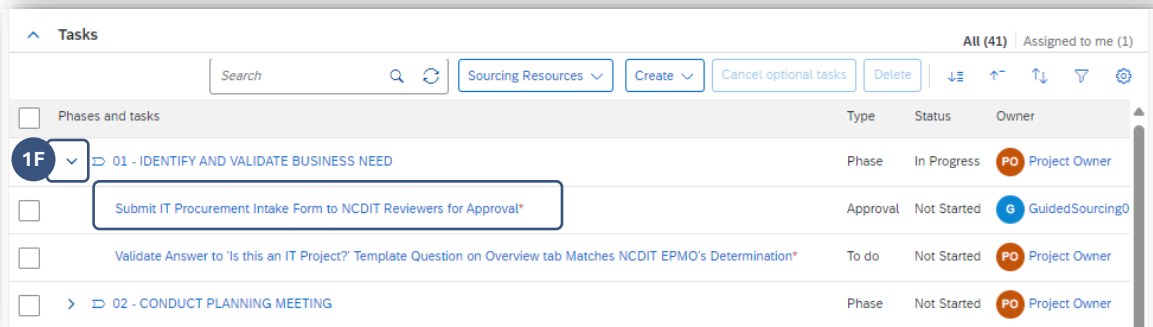 Tasks
All (41) Assigned to me (1)
Search Sourcing Resources Create Cancel optional tasks Delete
Phases and tasks Type Status Owner
1F 01 - IDENTIFY AND VALIDATE BUSINESS NEED Phase In Progress PO Project Owner
Submit IT Procurement Intake Form to NCDIT Reviewers for Approval* Approval Not Started G GuidedSourcing0
Validate Answer to 'Is this an IT Project?' Template Question on Overview tab Matches NCDIT EPMO's Determination* To do Not Started PO Project Owner
02 - CONDUCT PLANNING MEETING Phase Not Started PO Project Owner